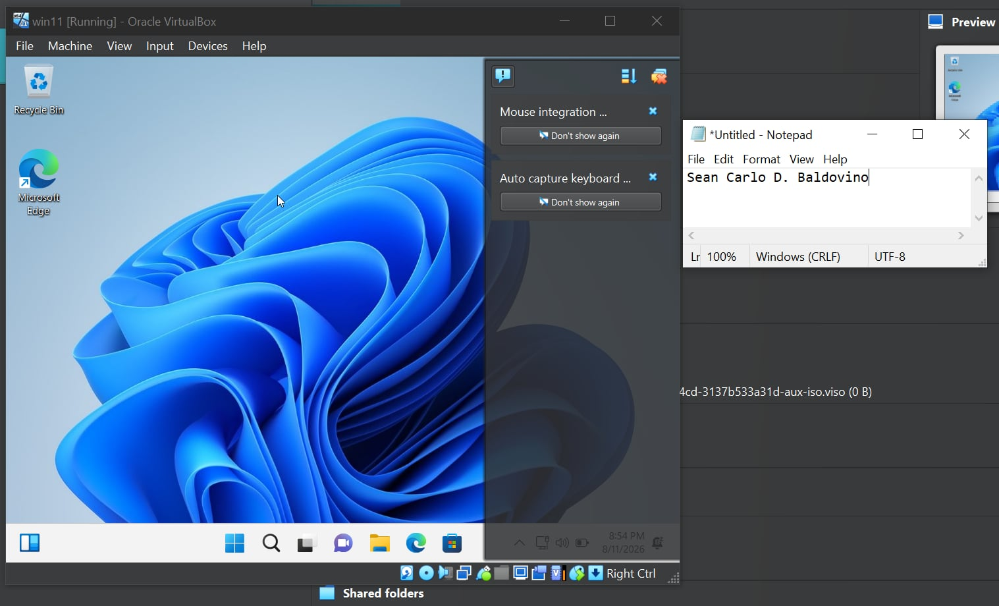 win11 [Running] - Oracle VirtualBox
File Machine View Input Devices Help
Recycle Bin
Microsoft
Edge
Mouse integration ...
Don't show again
Auto capture keyboard ...
Don't show again
8:54 PM
8/11/2026
Right Ctrl
Preview
*Untitled - Notepad
File Edit Format View Help
Sean Carlo D. Baldovino
Ln 100% Windows (CRLF) UTF-8
4cd-3137b533a31d-aux-iso.viso (0 B)
Shared folders